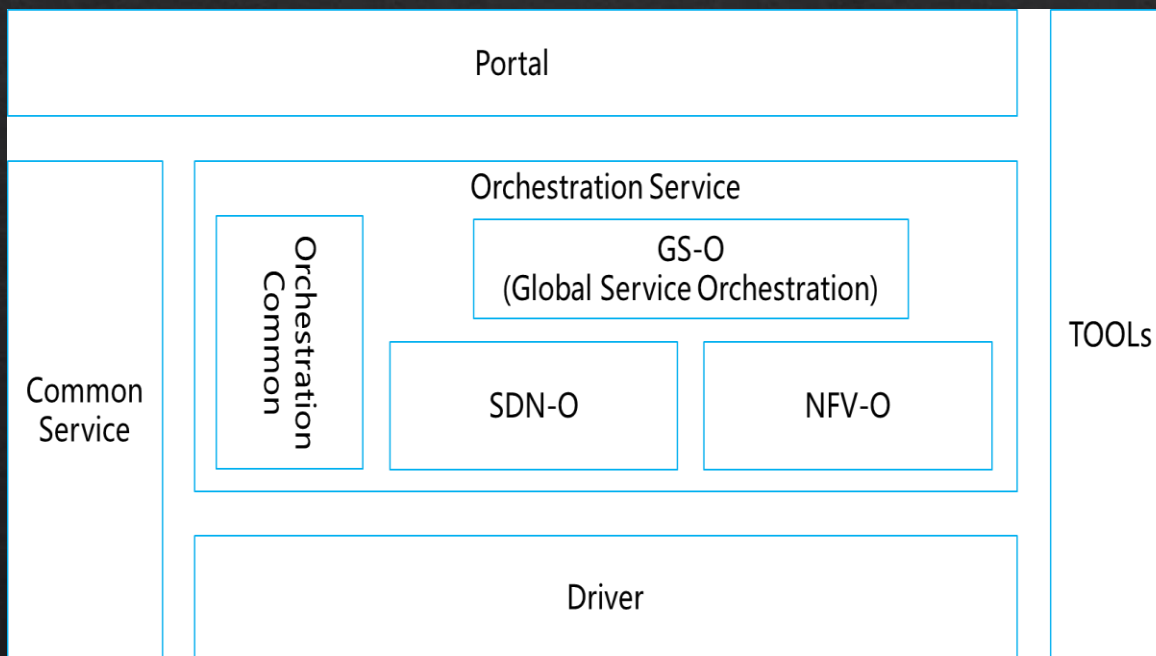 Portal
Orchestration Service
GS-O
(Global Service Orchestration)
Orchestration
Common
SDN-O
NFV-O
Common
Service
TOOLs
Driver